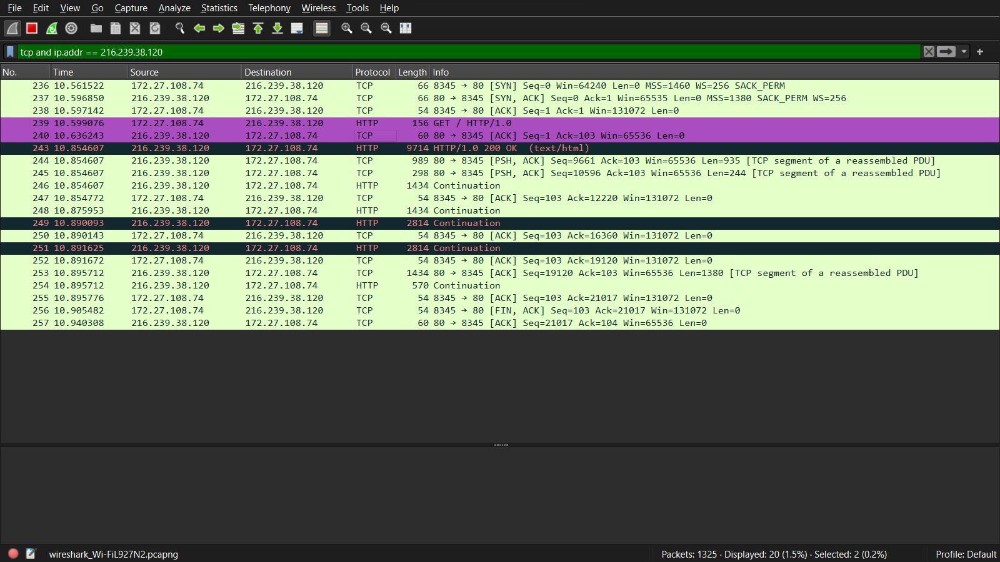 File Edit View Go Capture Analyze Statistics Telephony Wireless Tools Help
tcp and ip.addr == 216.239.38.120
No. Time Source Destination Protocol Length Info
236 10.561522 172.27.108.74 216.239.38.120 TCP 66 8345 → 80 [SYN] Seq=0 Win=64240 Len=0 MSS=1460 WS=256 SACK_PERM
237 10.596850 216.239.38.120 172.27.108.74 TCP 66 80 → 8345 [SYN, ACK] Seq=0 Ack=1 Win=65535 Len=0 MSS=1380 SACK_PERM WS=256
238 10.597142 172.27.108.74 216.239.38.120 TCP 54 8345 → 80 [ACK] Seq=1 Ack=1 Win=131072 Len=0
239 10.599076 172.27.108.74 216.239.38.120 HTTP 156 GET / HTTP/1.0
240 10.636243 216.239.38.120 172.27.108.74 TCP 60 80 → 8345 [ACK] Seq=1 Ack=103 Win=65536 Len=0
243 10.854607 216.239.38.120 172.27.108.74 HTTP 9714 HTTP/1.0 200 OK (text/html)
244 10.854607 216.239.38.120 172.27.108.74 TCP 989 80 → 8345 [PSH, ACK] Seq=9661 Ack=103 Win=65536 Len=935 [TCP segment of a reassembled PDU]
245 10.854607 216.239.38.120 172.27.108.74 TCP 298 80 → 8345 [PSH, ACK] Seq=10596 Ack=103 Win=65536 Len=244 [TCP segment of a reassembled PDU]
246 10.854607 216.239.38.120 172.27.108.74 HTTP 1434 Continuation
247 10.854772 172.27.108.74 216.239.38.120 TCP 54 8345 → 80 [ACK] Seq=103 Ack=12220 Win=131072 Len=0
248 10.875953 216.239.38.120 172.27.108.74 HTTP 1434 Continuation
249 10.890093 216.239.38.120 172.27.108.74 HTTP 2814 Continuation
250 10.890143 172.27.108.74 216.239.38.120 TCP 54 8345 → 80 [ACK] Seq=103 Ack=16360 Win=131072 Len=0
251 10.891625 216.239.38.120 172.27.108.74 HTTP 2814 Continuation
252 10.891672 172.27.108.74 216.239.38.120 TCP 54 8345 → 80 [ACK] Seq=103 Ack=19120 Win=131072 Len=0
253 10.895712 216.239.38.120 172.27.108.74 TCP 1434 80 → 8345 [ACK] Seq=19120 Ack=103 Win=65536 Len=1380 [TCP segment of a reassembled PDU]
254 10.895712 216.239.38.120 172.27.108.74 HTTP 570 Continuation
255 10.895776 172.27.108.74 216.239.38.120 TCP 54 8345 → 80 [ACK] Seq=103 Ack=21017 Win=131072 Len=0
256 10.905482 172.27.108.74 216.239.38.120 TCP 54 8345 → 80 [FIN, ACK] Seq=103 Ack=21017 Win=131072 Len=0
257 10.940308 216.239.38.120 172.27.108.74 TCP 60 80 → 8345 [ACK] Seq=21017 Ack=104 Win=65536 Len=0
wireshark_Wi-FiL927N2.pcapng Packets: 1325 · Displayed: 20 (1.5%) · Selected: 2 (0.2%) Profile: Default